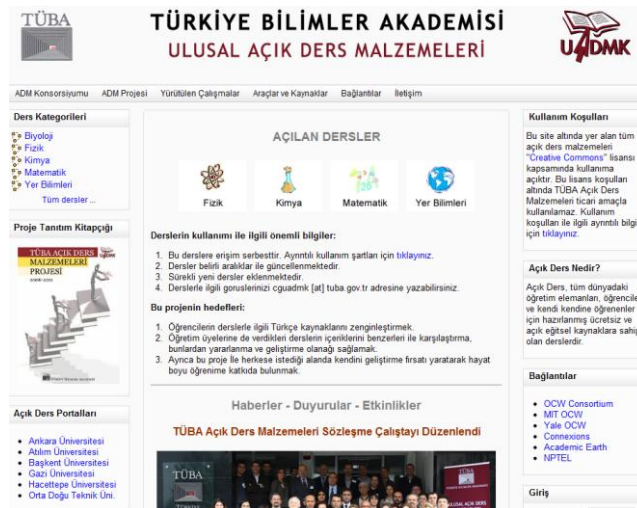 TÜBA
TÜRKİYE BİLİMLER AKADEMİSİ
ULUSAL AÇIK DERS MALZEMELERİ
UADMK
ADM Konsorsiyumu ADM Projesi Yürütülen Çalışmalar Araçlar ve Kaynaklar Bağlantılar İletişim
Ders Kategorileri
Biyoloji
Fizik
Kimya
Matematik
Yer Bilimleri
Tüm dersler ...
Proje Tanıtım Kitapçığı
TÜBA AÇIK DERS
MALZEMELERİ
PROJESİ
Açık Ders Portalları
Ankara Üniversitesi
Atılım Üniversitesi
Başkent Üniversitesi
Gazi Üniversitesi
Hacettepe Üniversitesi
Orta Doğu Teknik Üni.
AÇILAN DERSLER
Fizik Kimya Matematik Yer Bilimleri
Derslerin kullanımı ile ilgili önemli bilgiler:
1. Bu derslere erişim serbesttir. Ayrıntılı kullanım şartları için tıklayınız.
2. Dersler belirli aralıklar ile güncellenmektedir.
3. Sürekli yeni dersler eklenmektedir.
4. Derslerle ilgili goruslerinizi cguadmk [at] tuba.gov.tr adresine yazabilirsiniz.
Bu projenin hedefleri:
1. Öğrencilerin derslerle ilgili Türkçe kaynaklarını zenginleştirmek.
2. Öğretim üyelerine de verdikleri derslerin içeriklerini benzerleri ile karşılaştırma,
bunlardan yararlanma ve geliştirme olanağı sağlamak.
3. Ayrıca bu proje İle herkese istediği alanda kendini geliştirme fırsatı yaratarak hayat
boyu öğrenime katkıda bulunmak.
Haberler - Duyurular - Etkinlikler
TÜBA Açık Ders Malzemeleri Sözleşme Çalıştayı Düzenlendi
TÜBA
TÜBA
ULUSAL AÇIK DERS
Kullanım Koşulları
Bu site altında yer alan tüm
açık ders malzemeleri
"Creative Commons" lisansı
kapsamında kullanıma
açıktır. Bu lisans koşulları
altında TÜBA Açık Ders
Malzemeleri ticari amaçla
kullanılamaz. Kullanım
koşulları ile ilgili ayrıntılı bilgi
için tıklayınız.
Açık Ders Nedir?
Açık Ders, tüm dünyadaki
öğretim elemanları, öğrencile
ve kendi kendine öğrenenler
için hazırlanmış ücretsiz ve
açık eğitsel kaynaklara sahip
olan derslerdir.
Bağlantılar
OCW Consortium
MIT OCW
Yale OCW
Connexions
Academic Earth
NPTEL
Giriş